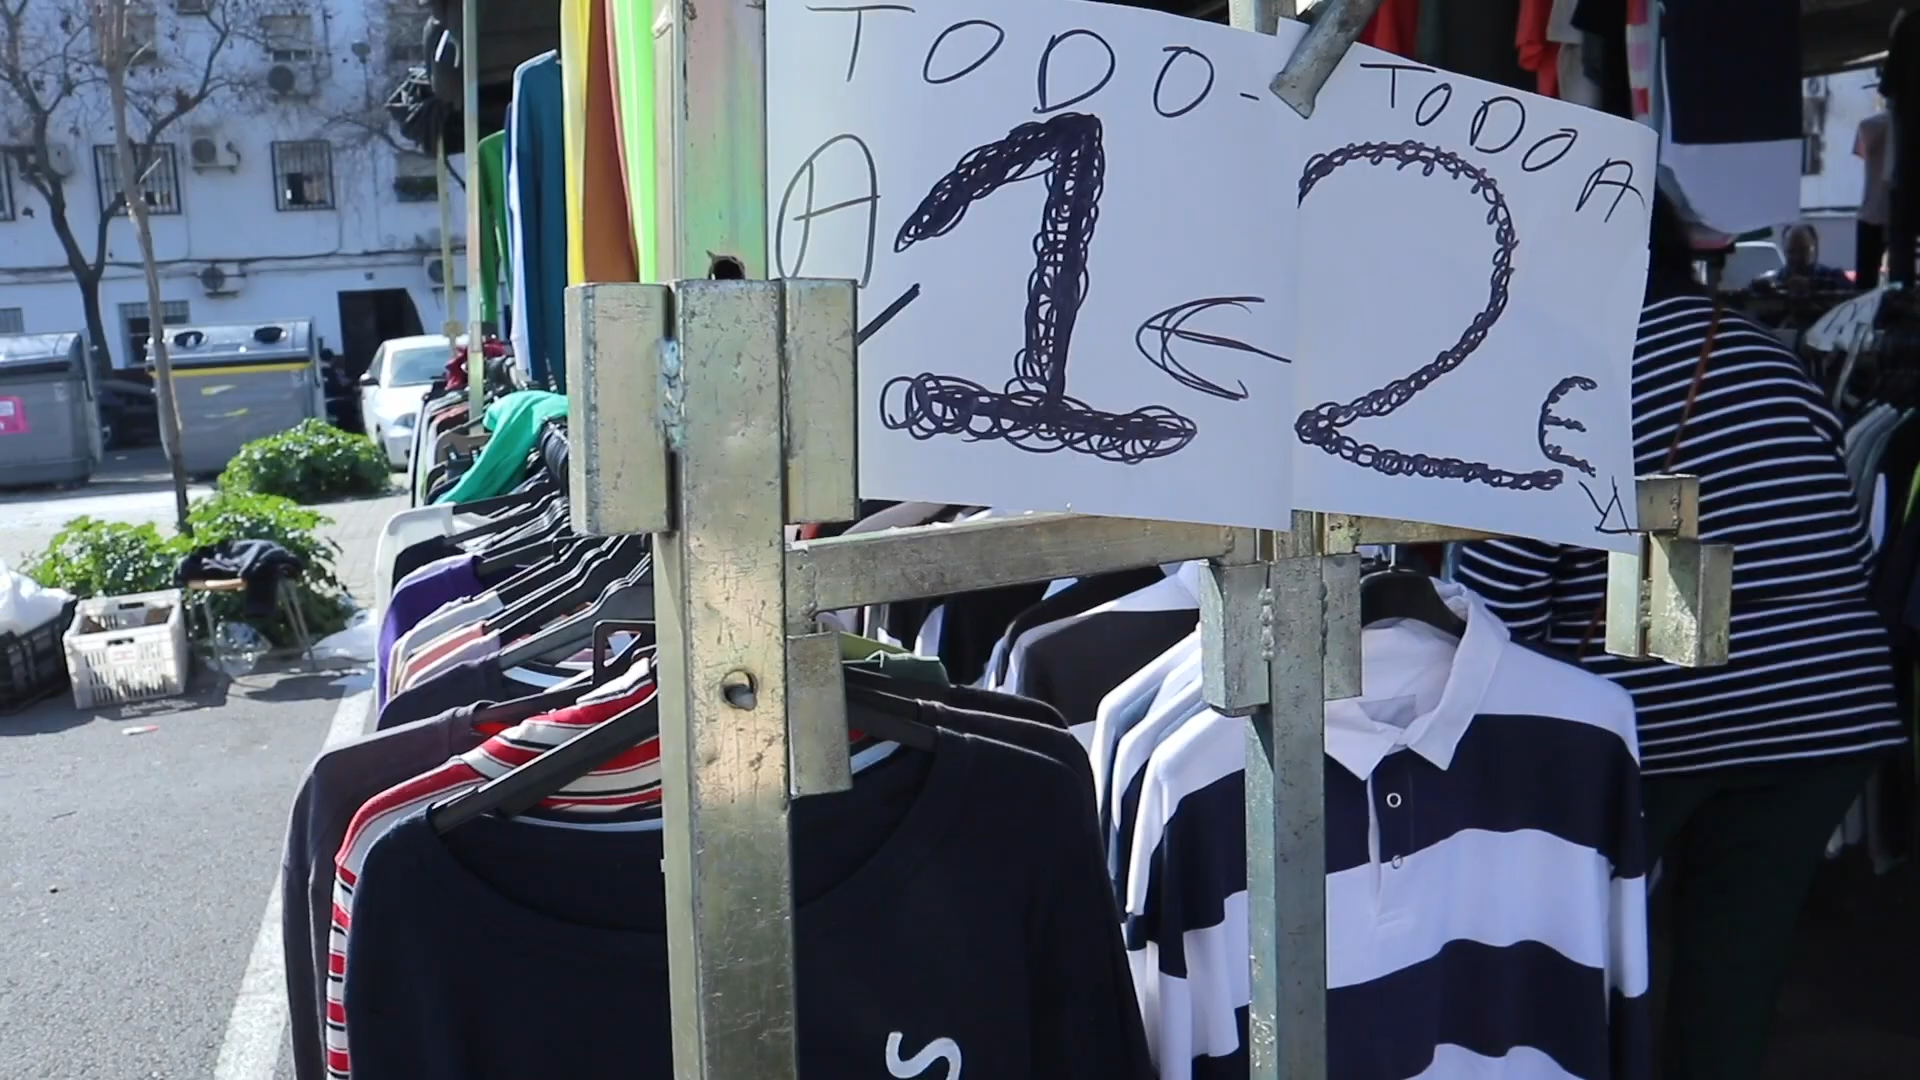 TODO-
A 1 €
TODO A
2 €
S